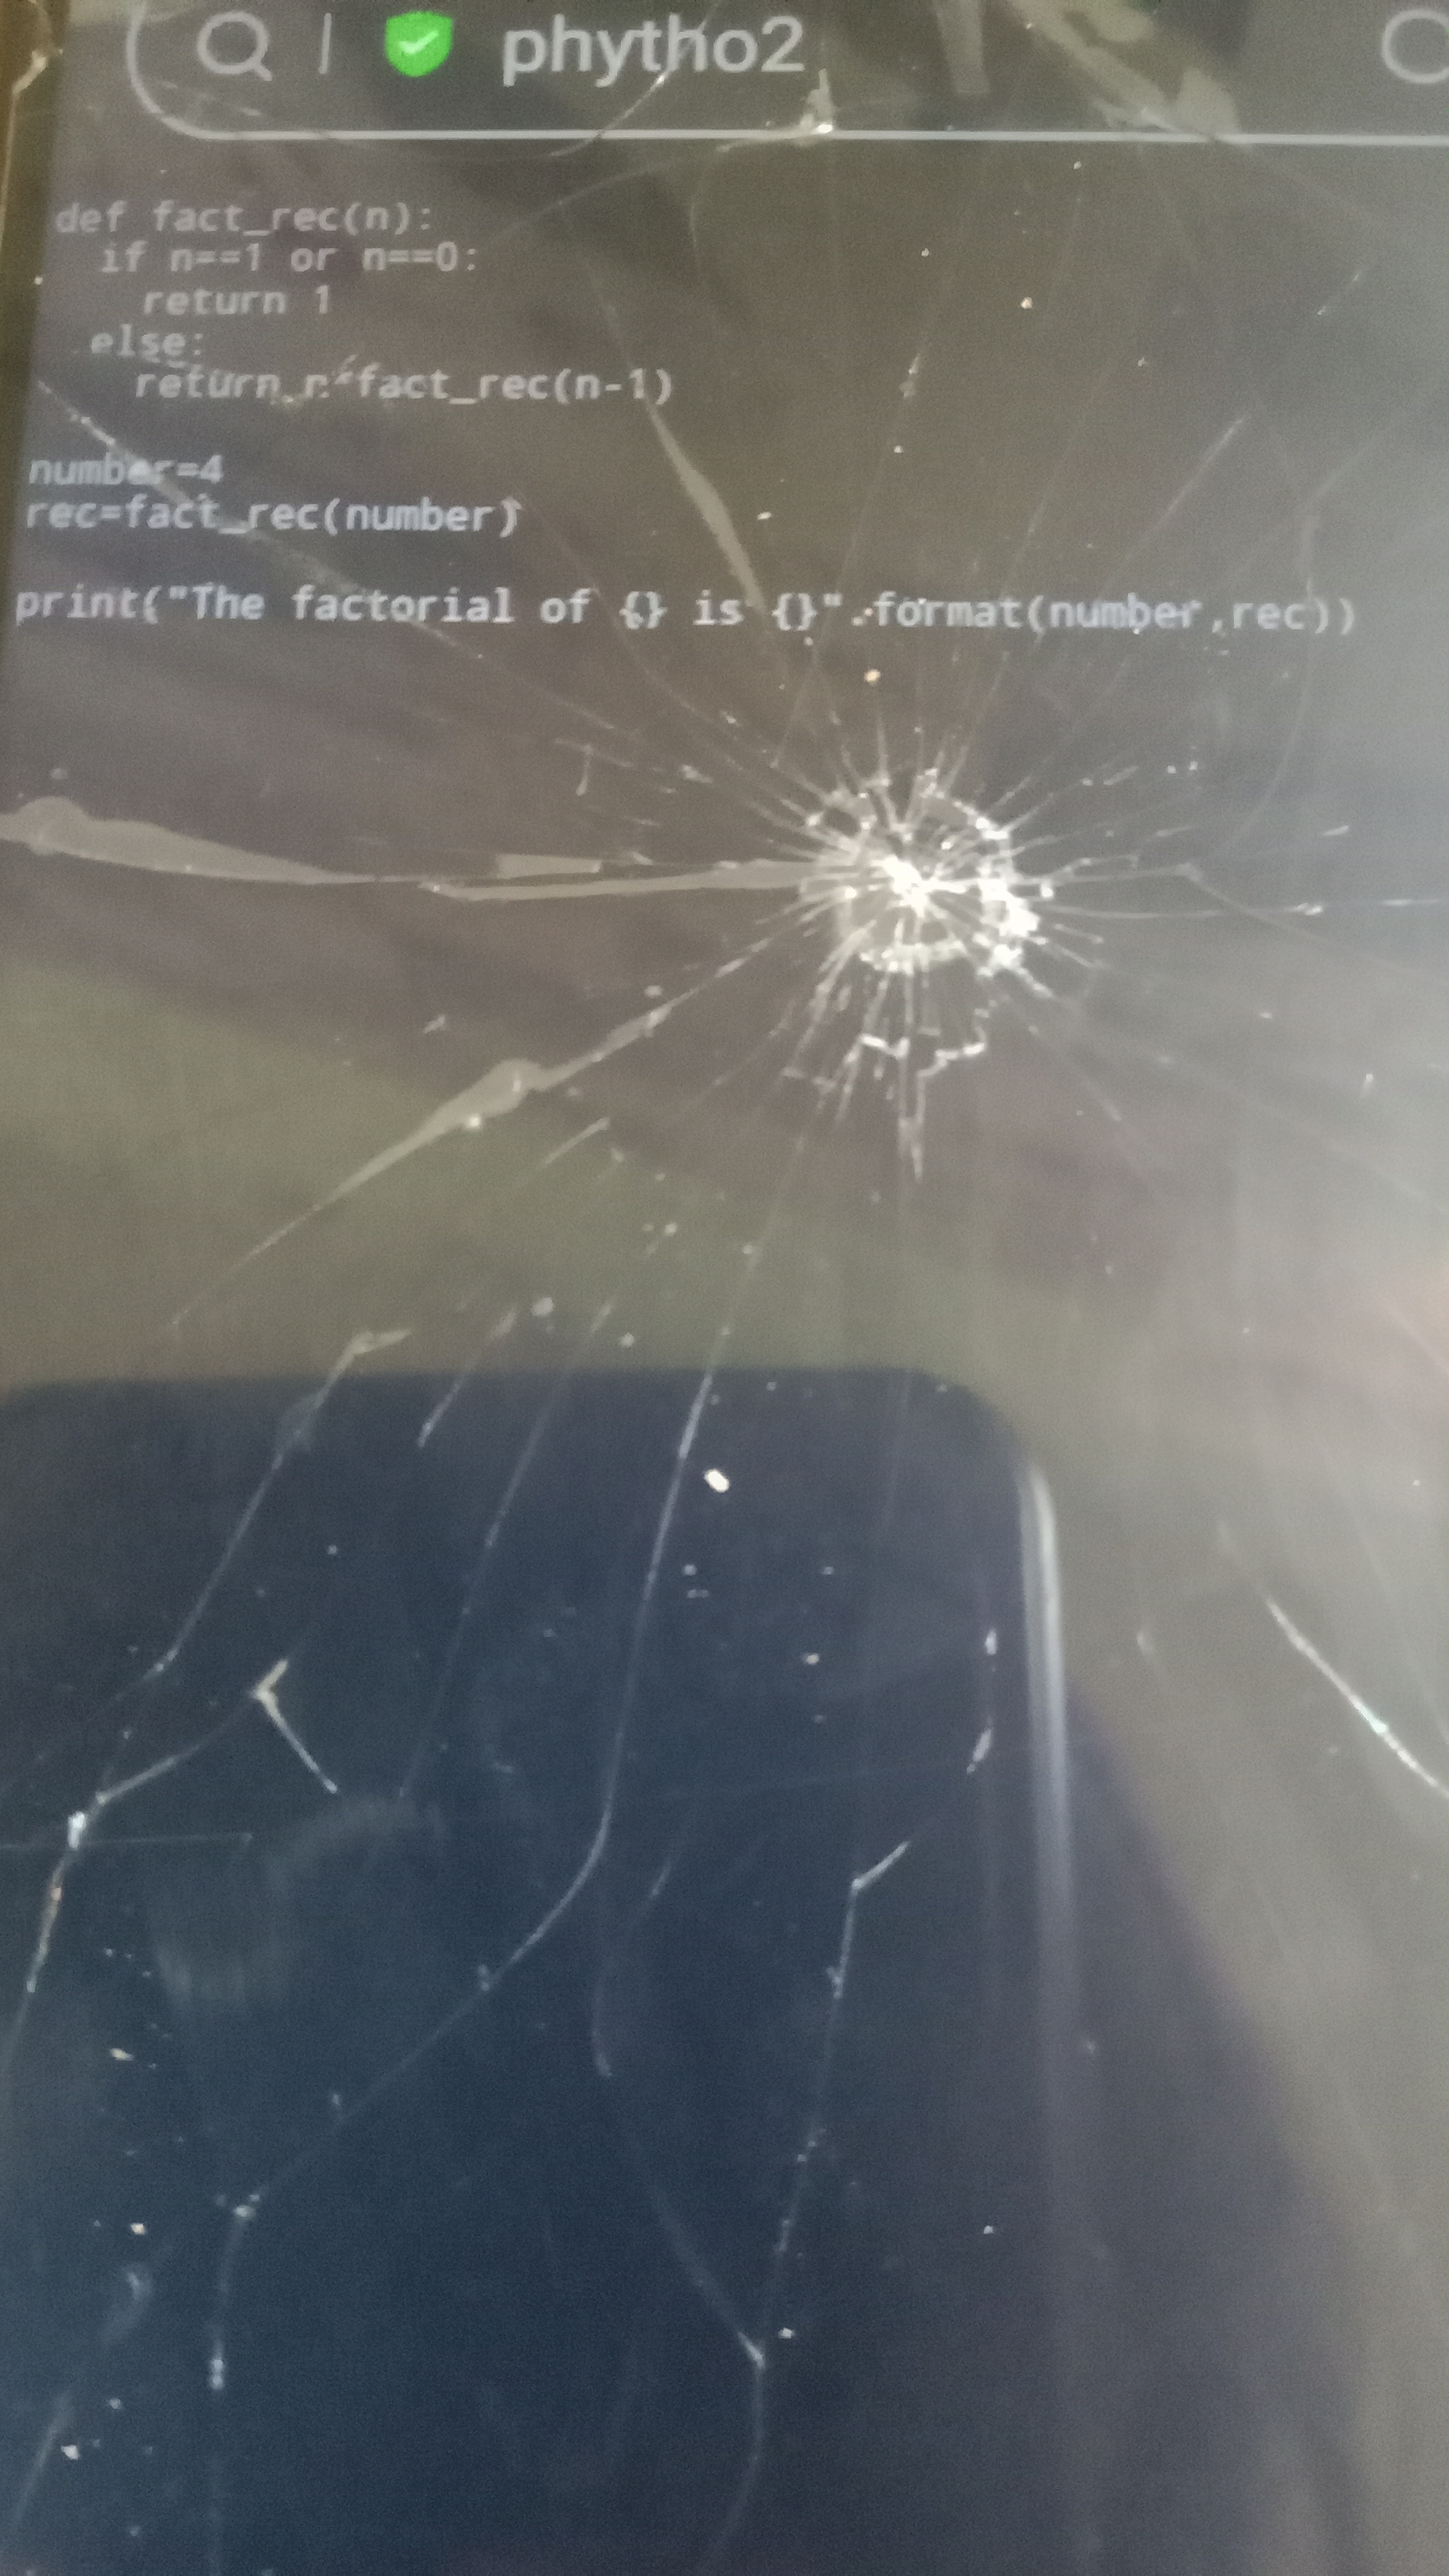 phytho2
def fact_rec(n):
if n==1 or n==0:
return 1
else:
return n*fact_rec(n-1)
number=4
rec=fact_rec(number)
print("The factorial of {} is {}".format(number,rec))